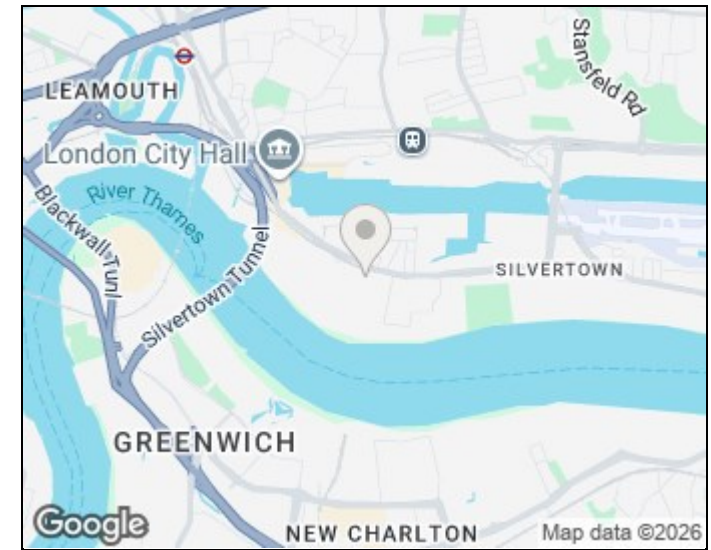 Stansfeld Rd
LEAMOUTH
London City Hall
River Thames
Blackwall Tunl
Silvertown Tunnel
SILVERTOWN
GREENWICH
NEW CHARLTON
Google
Map data ©2026